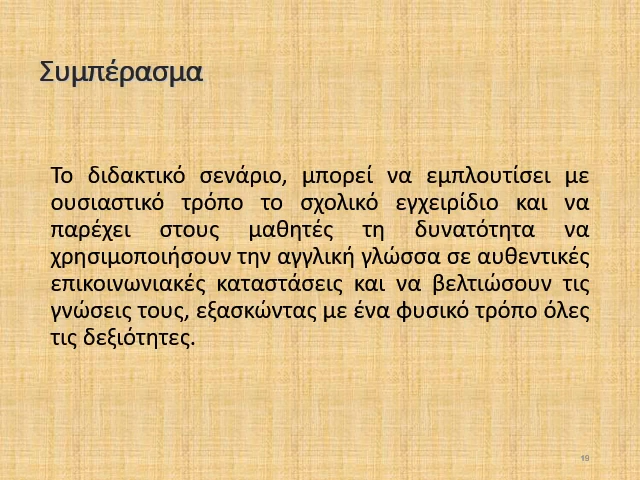 Συμπέρασμα
Το διδακτικό σενάριο, μπορεί να εμπλουτίσει με
ουσιαστικό τρόπο το σχολικό εγχειρίδιο και να
παρέχει στους μαθητές τη δυνατότητα να
χρησιμοποιήσουν την αγγλική γλώσσα σε αυθεντικές
επικοινωνιακές καταστάσεις και να βελτιώσουν τις
γνώσεις τους, εξασκώντας με ένα φυσικό τρόπο όλες
τις δεξιότητες.
19